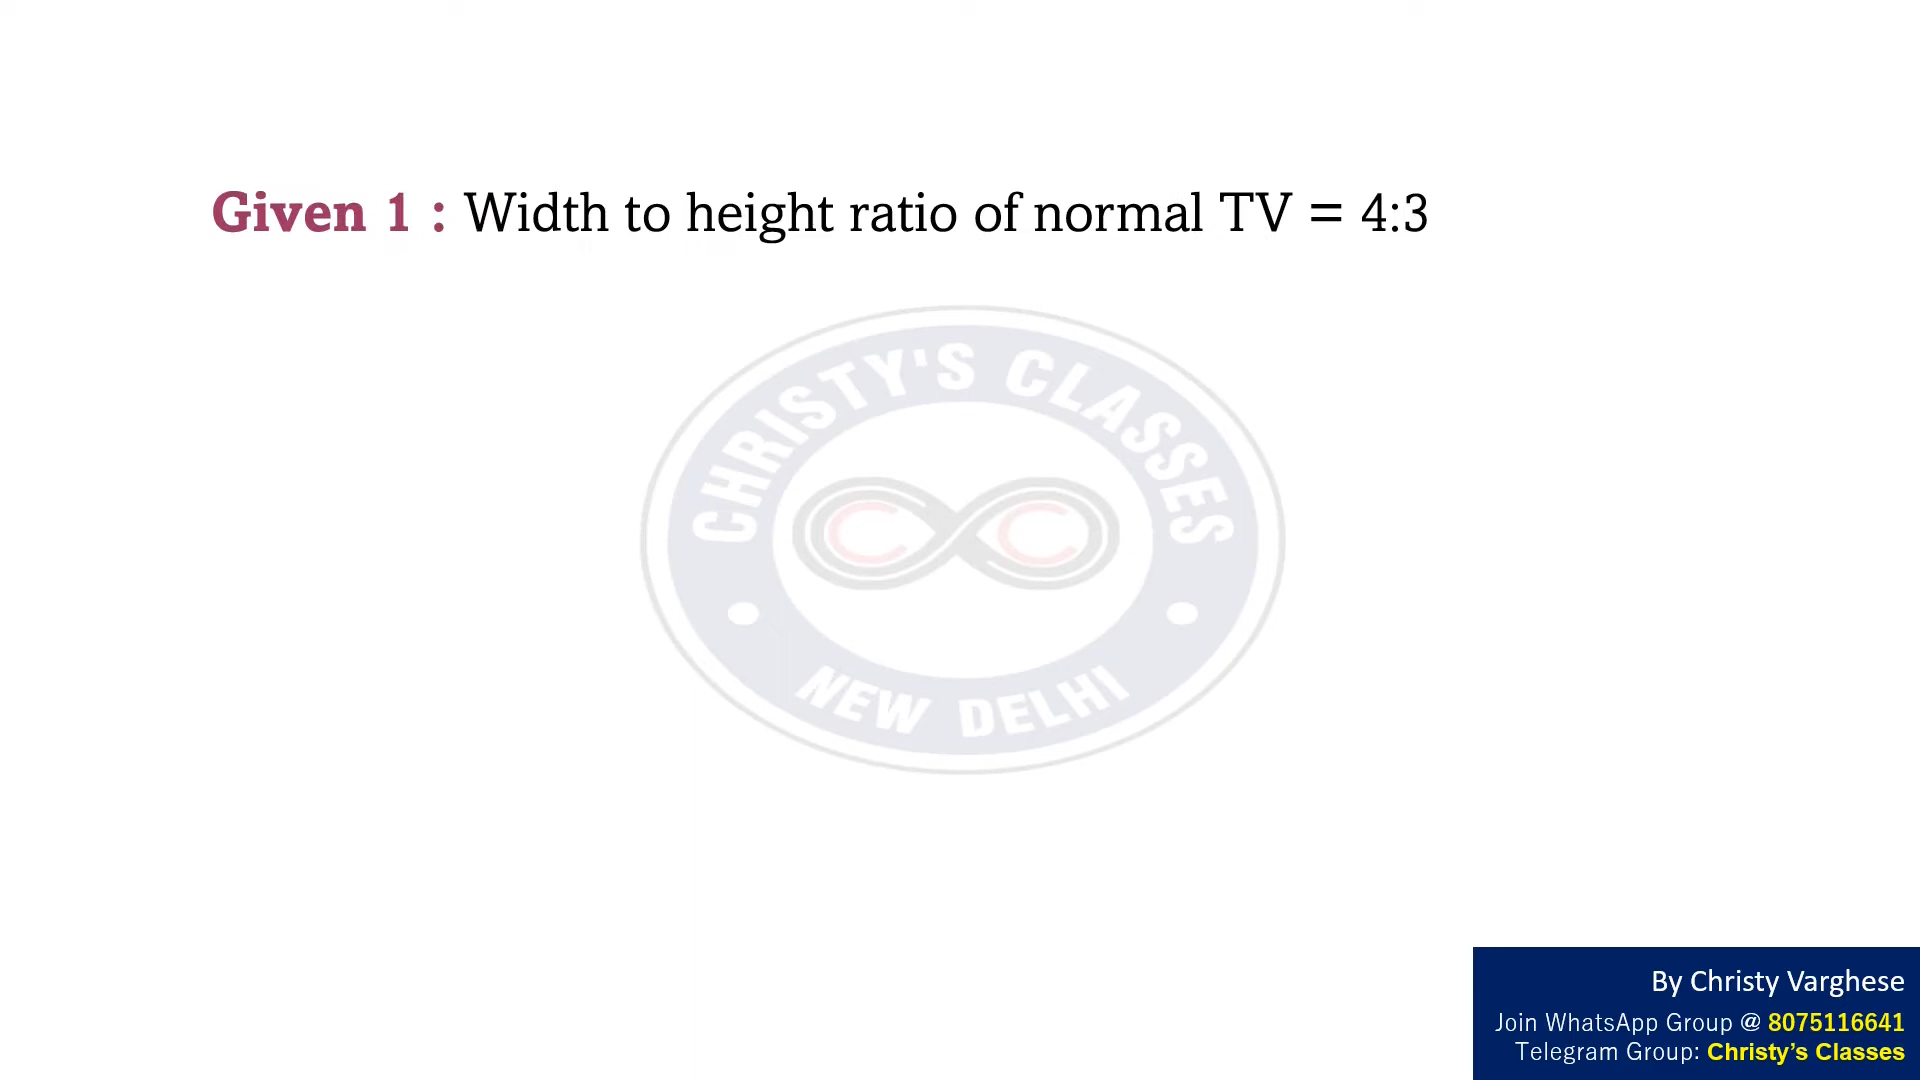 Given 1 : Width to height ratio of normal TV = 4:3
CHRISTY'S CLASSES
C C
NEW DELHI
By Christy Varghese
Join WhatsApp Group @ 8075116641
Telegram Group: Christy’s Classes